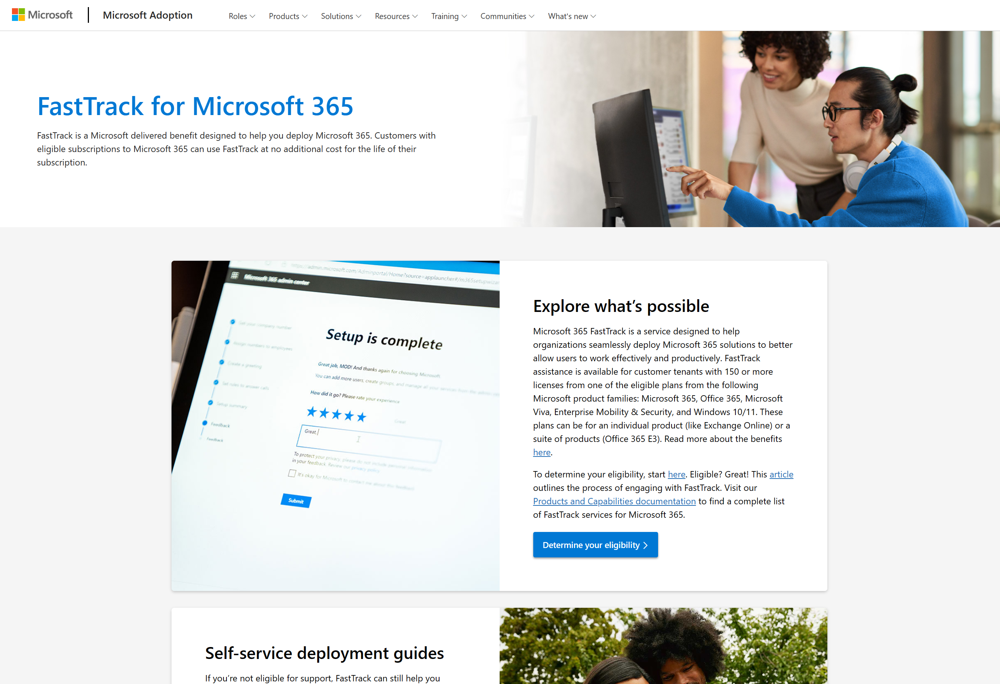 Microsoft
Microsoft Adoption
Roles
Products
Solutions
Resources
Training
Communities
What's new
FastTrack for Microsoft 365
FastTrack is a Microsoft delivered benefit designed to help you deploy Microsoft 365. Customers with
eligible subscriptions to Microsoft 365 can use FastTrack at no additional cost for the life of their
subscription.
https://admin.microsoft.com/Adminportal/Home?source=applauncher#/m365setupwizar
Microsoft 365 admin center
Get your company number
Assign numbers to employees
Create a greeting
Set rules to answer calls
Setup summary
Feedback
Feedback
Setup is complete
Great job, MOD! And thanks again for choosing Microsoft.
You can add more users, create groups, and manage all your services from the admin
How did it go? Please rate your experience
Great!
Great,
To protect your privacy, please do not include personal information
in your feedback. Review our privacy policy
It's okay for Microsoft to contact me about this feedback
Submit
Explore what’s possible
Microsoft 365 FastTrack is a service designed to help
organizations seamlessly deploy Microsoft 365 solutions to better
allow users to work effectively and productively. FastTrack
assistance is available for customer tenants with 150 or more
licenses from one of the eligible plans from the following
Microsoft product families: Microsoft 365, Office 365, Microsoft
Viva, Enterprise Mobility & Security, and Windows 10/11. These
plans can be for an individual product (like Exchange Online) or a
suite of products (Office 365 E3). Read more about the benefits
here.
To determine your eligibility, start here. Eligible? Great! This article
outlines the process of engaging with FastTrack. Visit our
Products and Capabilities documentation to find a complete list
of FastTrack services for Microsoft 365.
Determine your eligibility
Self-service deployment guides
If you’re not eligible for support, FastTrack can still help you